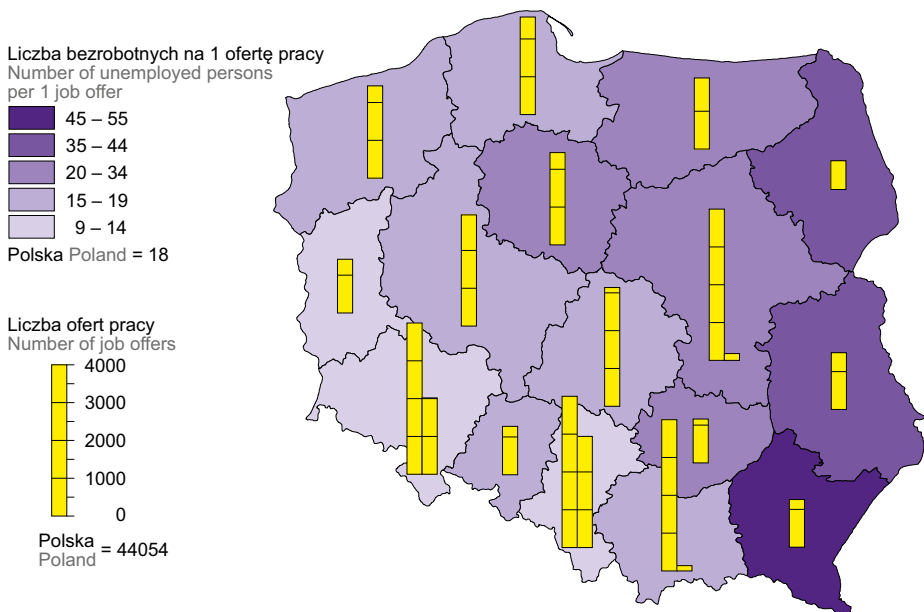 Liczba bezrobotnych na 1 ofertę pracy
Number of unemployed persons
per 1 job offer
45 – 55
35 – 44
20 – 34
15 – 19
9 – 14
Polska Poland = 18
Liczba ofert pracy
Number of job offers
4000
3000
2000
1000
0
Polska
Poland = 44054